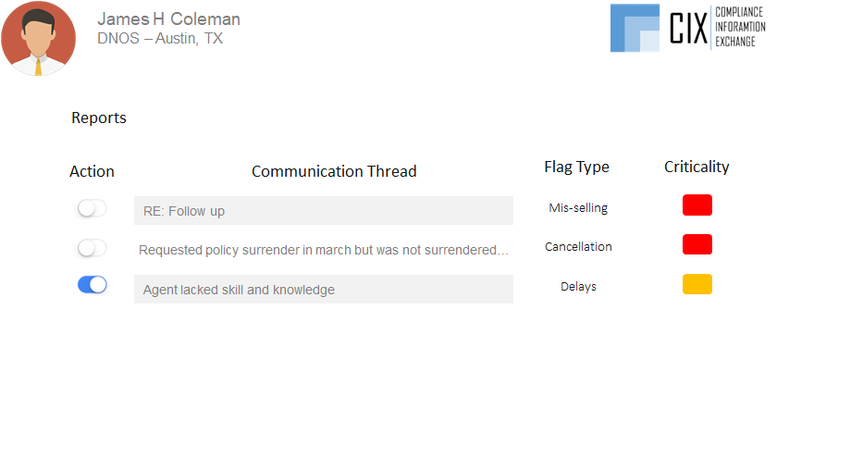 James H Coleman
DNOS – Austin, TX
CIX
COMPLIANCE
INFORAMTION
EXCHANGE
Reports
Action Communication Thread Flag Type Criticality
RE: Follow up Mis-selling
Requested policy surrender in march but was not surrendered… Cancellation
Agent lacked skill and knowledge Delays